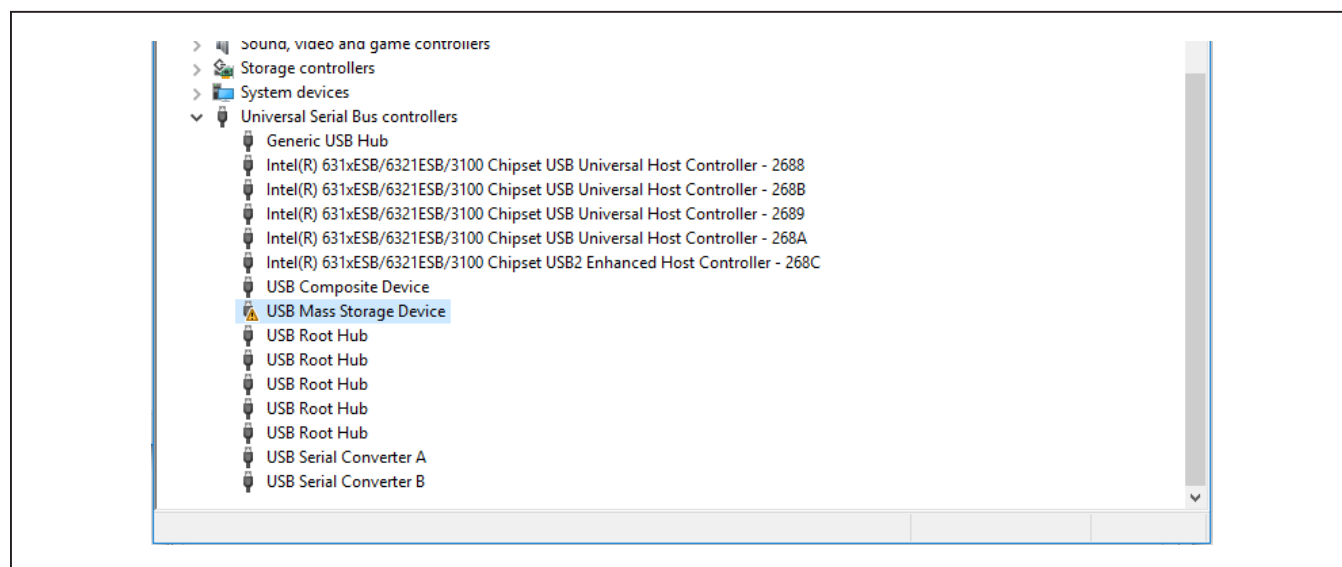 Sound, video and game controllers
Storage controllers
System devices
Universal Serial Bus controllers
Generic USB Hub
Intel(R) 631xESB/6321ESB/3100 Chipset USB Universal Host Controller - 2688
Intel(R) 631xESB/6321ESB/3100 Chipset USB Universal Host Controller - 268B
Intel(R) 631xESB/6321ESB/3100 Chipset USB Universal Host Controller - 2689
Intel(R) 631xESB/6321ESB/3100 Chipset USB Universal Host Controller - 268A
Intel(R) 631xESB/6321ESB/3100 Chipset USB2 Enhanced Host Controller - 268C
USB Composite Device
USB Mass Storage Device
USB Root Hub
USB Root Hub
USB Root Hub
USB Root Hub
USB Root Hub
USB Serial Converter A
USB Serial Converter B